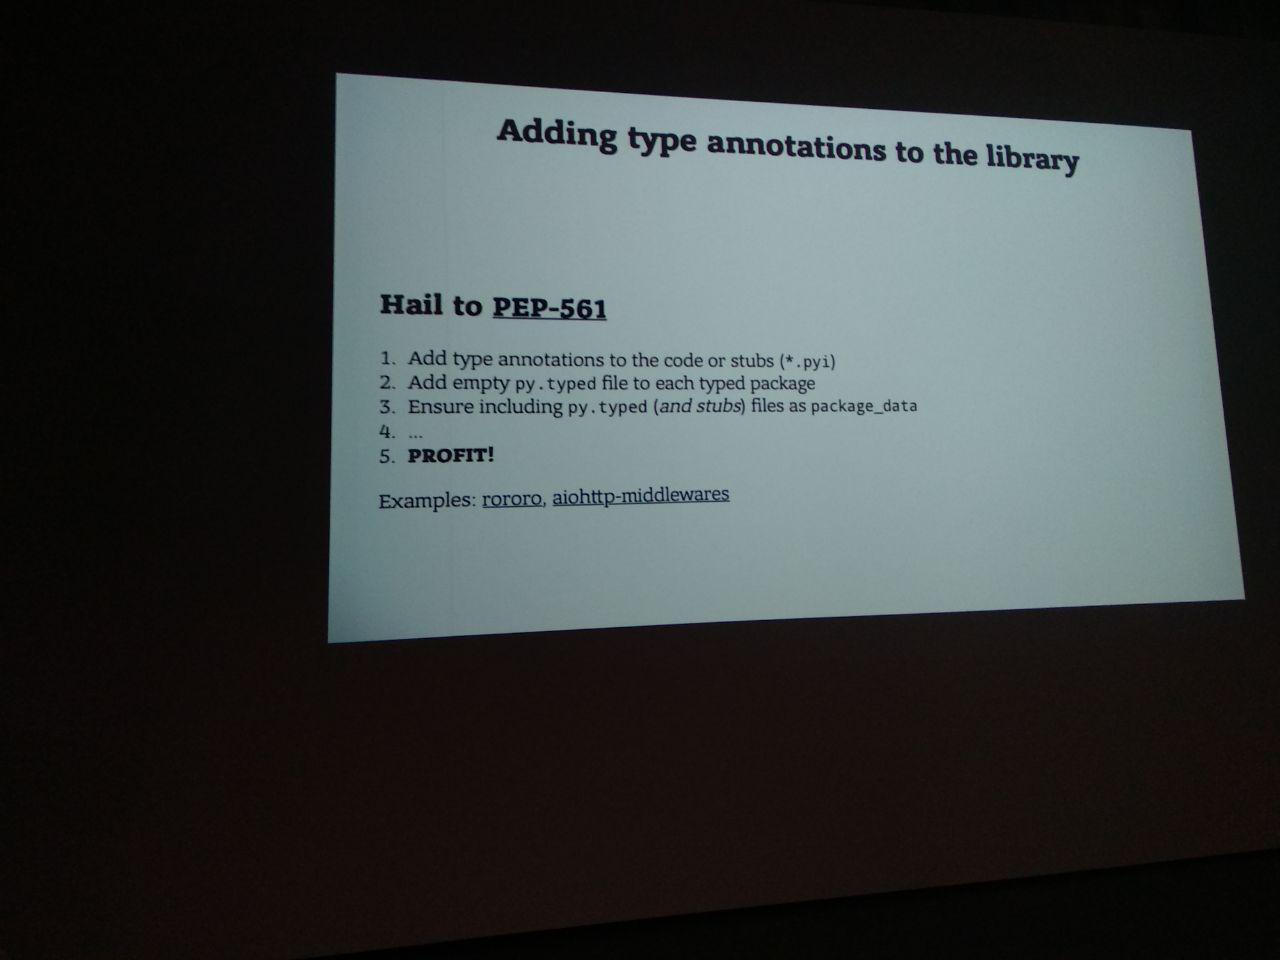 Adding type annotations to the library
Hail to PEP-561
1. Add type annotations to the code or stubs (*.pyi)
2. Add empty py.typed file to each typed package
3. Ensure including py.typed (and stubs) files as package_data
4. ...
5. PROFIT!
Examples: rororo, aiohttp-middlewares